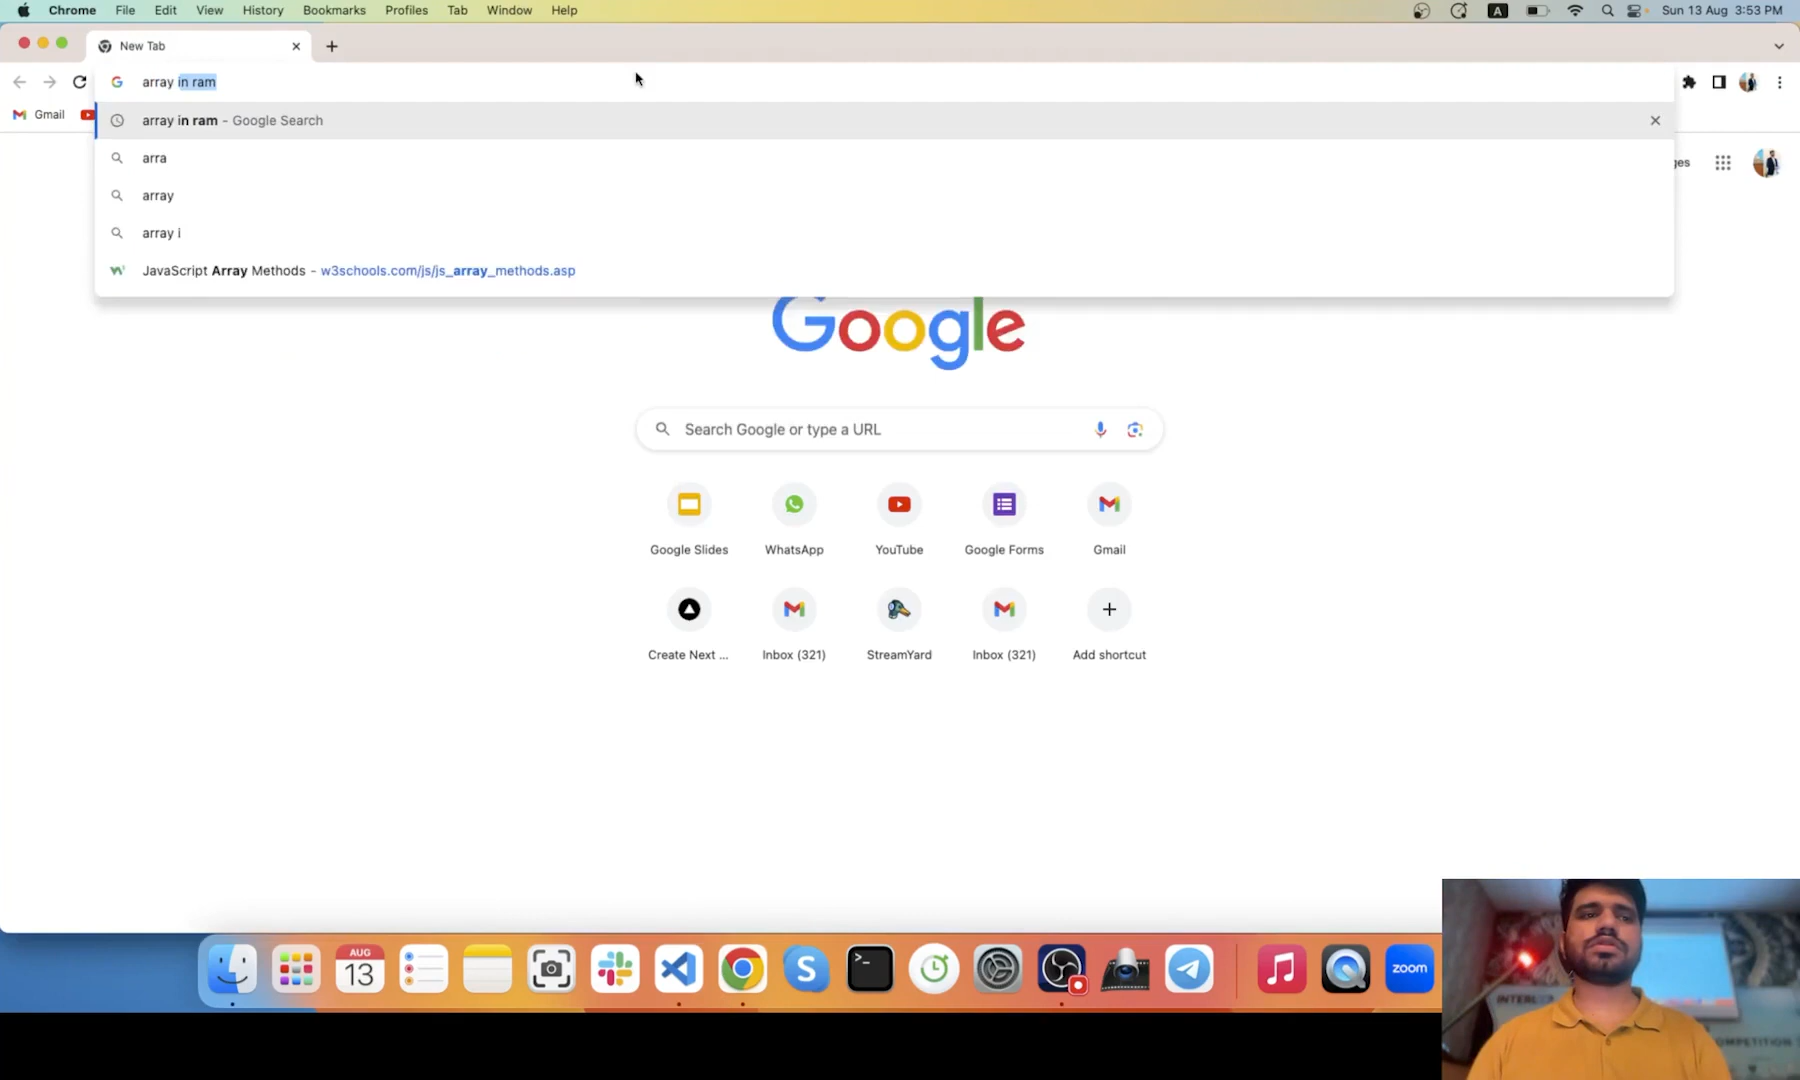 Chrome File Edit View History Bookmarks Profiles Tab Window Help A Sun 13 Aug 3:53 PM
New Tab
array in ram
Gmail
array in ram - Google Search
arra
array
array i
JavaScript Array Methods - w3schools.com/js/js_array_methods.asp
Google
Search Google or type a URL
Google Slides WhatsApp YouTube Google Forms Gmail
Create Next ... Inbox (321) StreamYard Inbox (321) Add shortcut
AUG
13
S
zoom